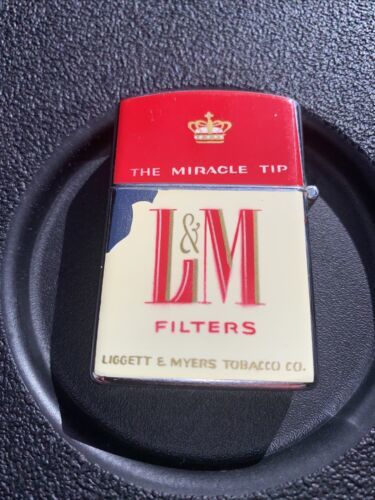 THE MIRACLE TIP
L&M
FILTERS
LIGGETT & MYERS TOBACCO CO.